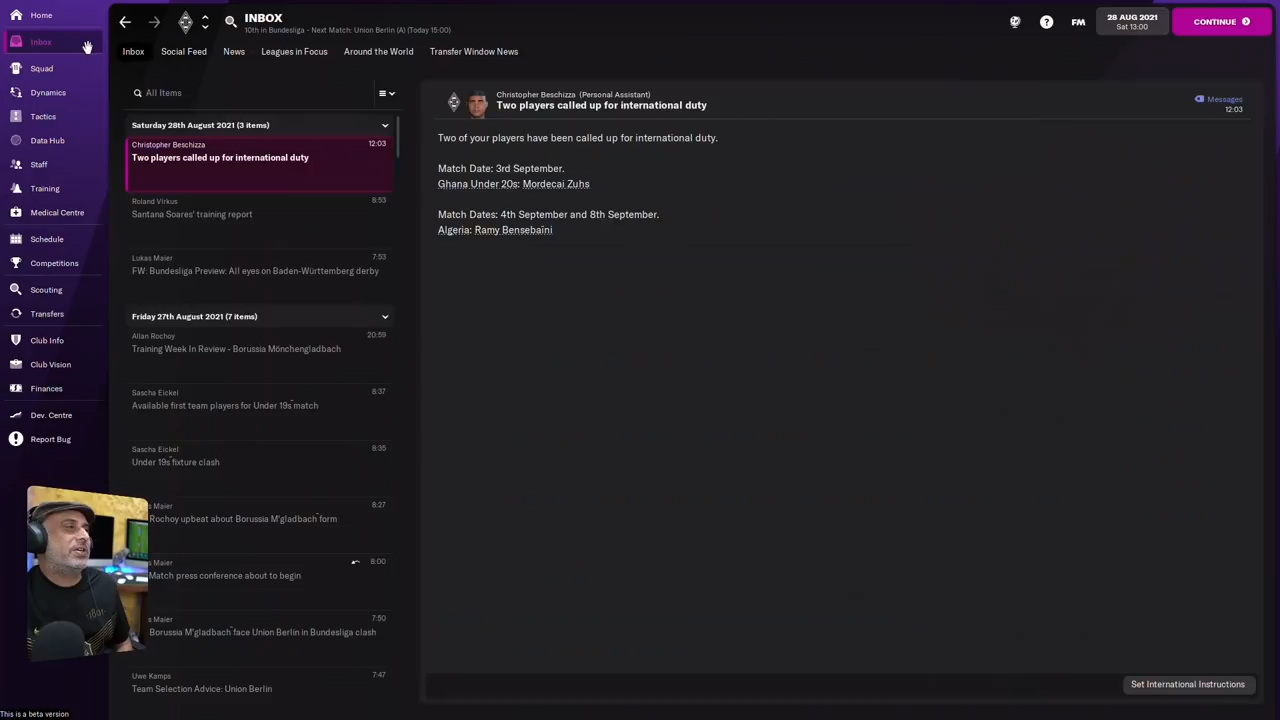 Home
INBOX
10th in Bundesliga - Next Match: Union Berlin (A) (Today 15:00)
FM
28 AUG 2021
Sat 13:00
CONTINUE
Inbox
Inbox
Social Feed
News
Leagues in Focus
Around the World
Transfer Window News
Squad
Dynamics
Tactics
Data Hub
Staff
Training
Medical Centre
Schedule
Competitions
Scouting
Transfers
Club Info
Club Vision
Finances
Dev. Centre
Report Bug
All Items
Saturday 28th August 2021 (3 items)
Christopher Beschizza
12:03
Two players called up for international duty
Roland Virkus
8:53
Santana Soares' training report
Lukas Maier
7:53
FW: Bundesliga Preview: All eyes on Baden-Württemberg derby
Friday 27th August 2021 (7 items)
Allan Rochoy
20:59
Training Week In Review - Borussia Mönchengladbach
Sascha Eickel
8:37
Available first team players for Under 19s match
Sascha Eickel
8:35
Under 19s fixture clash
Maier
8:27
Rochoy upbeat about Borussia M'gladbach form
Maier
8:00
Match press conference about to begin
Maier
7:50
Borussia M'gladbach face Union Berlin in Bundesliga clash
Uwe Kamps
7:47
Team Selection Advice: Union Berlin
Christopher Beschizza (Personal Assistant)
Two players called up for international duty
Messages
12:03
Two of your players have been called up for international duty.
Match Date: 3rd September.
Ghana Under 20s: Mordecai Zuhs
Match Dates: 4th September and 8th September.
Algeria: Ramy Bensebaini
Set International Instructions
This is a beta version